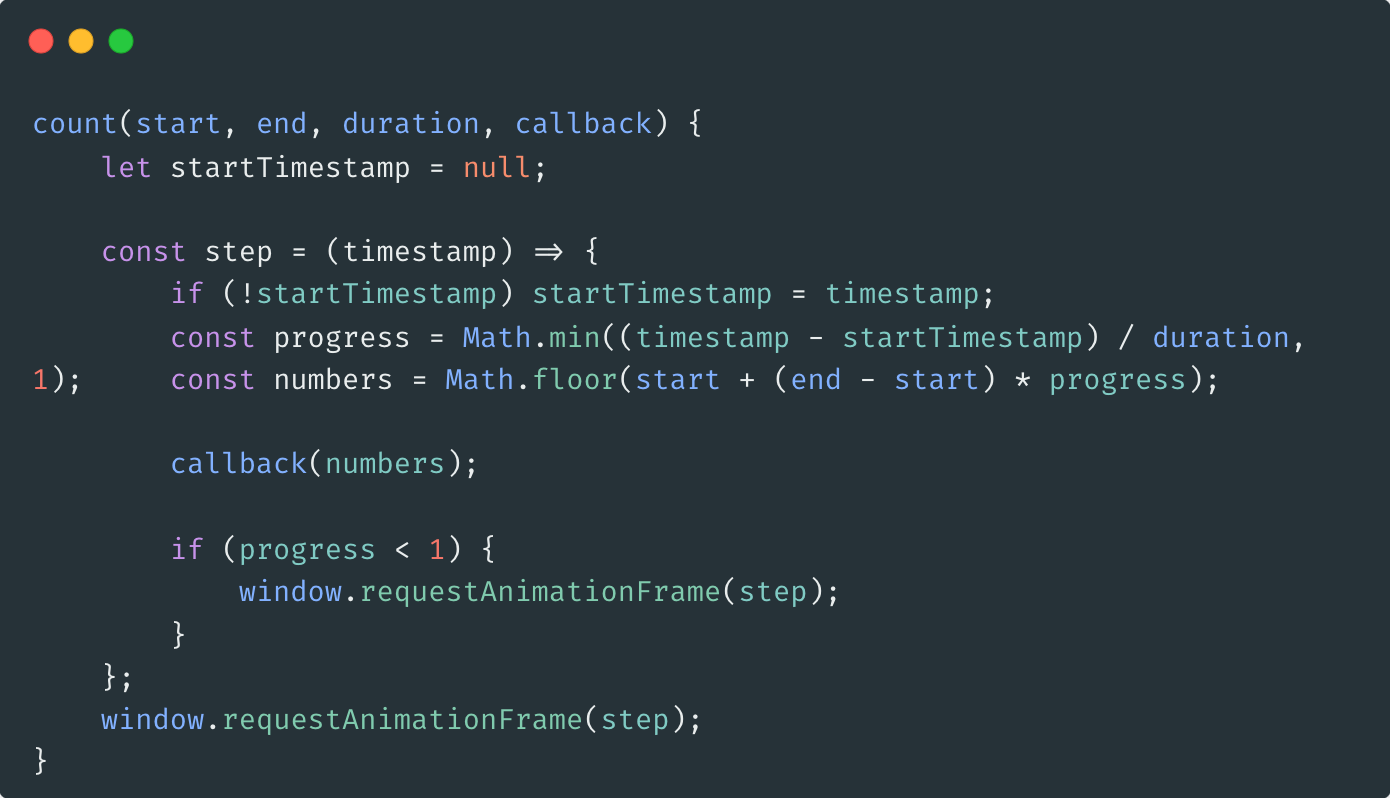 count(start, end, duration, callback) {
    let startTimestamp = null;

    const step = (timestamp) => {
        if (!startTimestamp) startTimestamp = timestamp;
        const progress = Math.min((timestamp - startTimestamp) / duration,
1);     const numbers = Math.floor(start + (end - start) * progress);

        callback(numbers);

        if (progress < 1) {
            window.requestAnimationFrame(step);
        }
    };
    window.requestAnimationFrame(step);
}